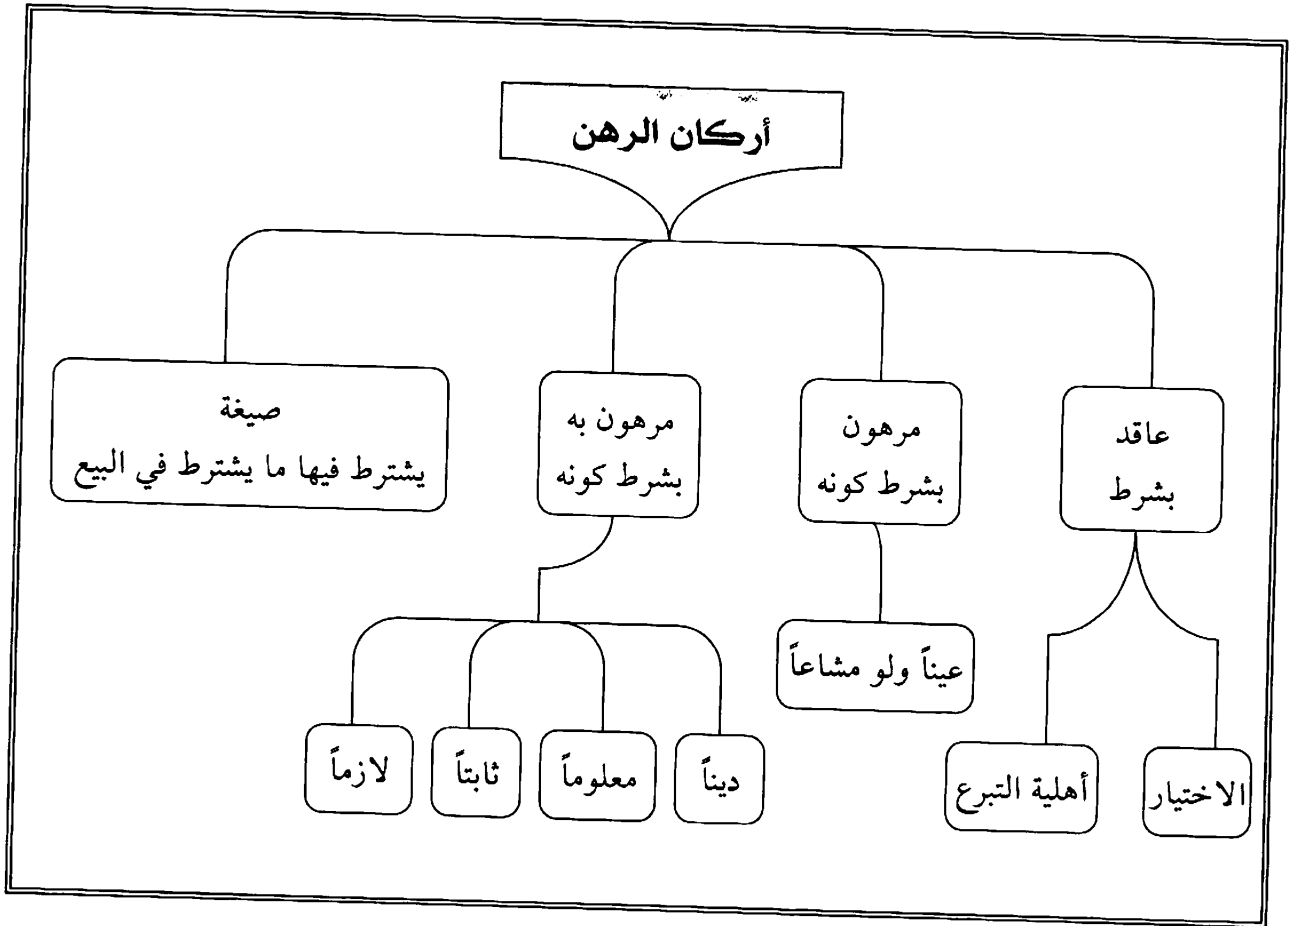 أركان الرهن
عاقد
بشرط
مرهون
بشرط كونه
مرهون به
بشرط كونه
صيغة
يشترط فيها ما يشترط في البيع
الاختيار
أهلية التبرع
عيناً ولو مشاعاً
ديناً
معلوماً
ثابتاً
لازماً